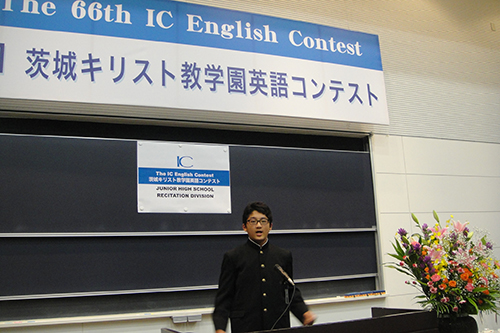 The 66th IC English Contest
茨城キリスト教学園英語コンテスト
IC
The IC English Contest
茨城キリスト教学園英語コンテスト
JUNIOR HIGH SCHOOL
RECITATION DIVISION